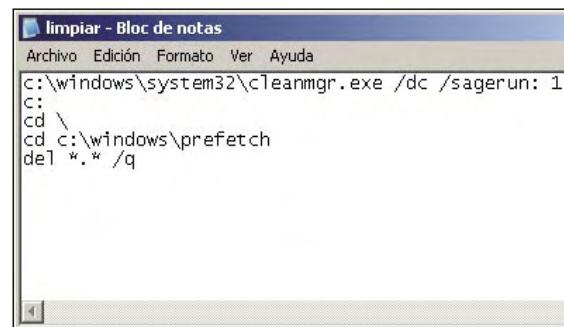 limpiar - Bloc de notas
Archivo Edición Formato Ver Ayuda
c:\windows\system32\cleanmgr.exe /dc /sagerun: 1
c:
cd \
cd c:\windows\prefetch
del *.* /q